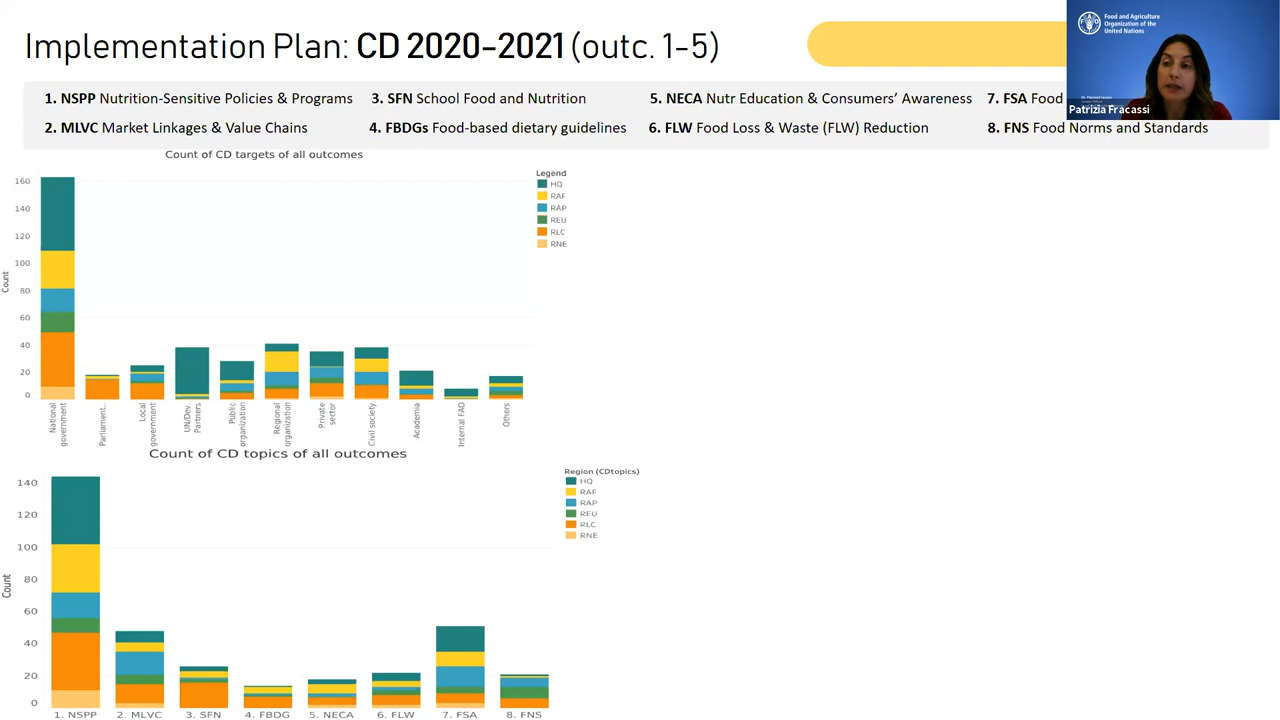 Implementation Plan: CD 2020–2021 (outc. 1–5)
Food and Agriculture
Organization of the
United Nations
Patrizia Fracassi
1. NSPP Nutrition-Sensitive Policies & Programs
3. SFN School Food and Nutrition
5. NECA Nutr Education & Consumers’ Awareness
7. FSA Food
2. MLVC Market Linkages & Value Chains
4. FBDGs Food-based dietary guidelines
6. FLW Food Loss & Waste (FLW) Reduction
8. FNS Food Norms and Standards
Count of CD targets of all outcomes
Count
160
140
120
100
80
60
40
20
0
National government
Parliament..
Local government
UN/Dev. Partners
Public organization
Regional organization
Private sector
Civil society
Academia
Internal FAO
Others
Legend
HQ
RAF
RAP
REU
RLC
RNE
Count of CD topics of all outcomes
Count
140
120
100
80
60
40
20
0
1. NSPP
2. MLVC
3. SFN
4. FBDG
5. NECA
6. FLW
7. FSA
8. FNS
Region (CDtopics)
HQ
RAF
RAP
REU
RLC
RNE